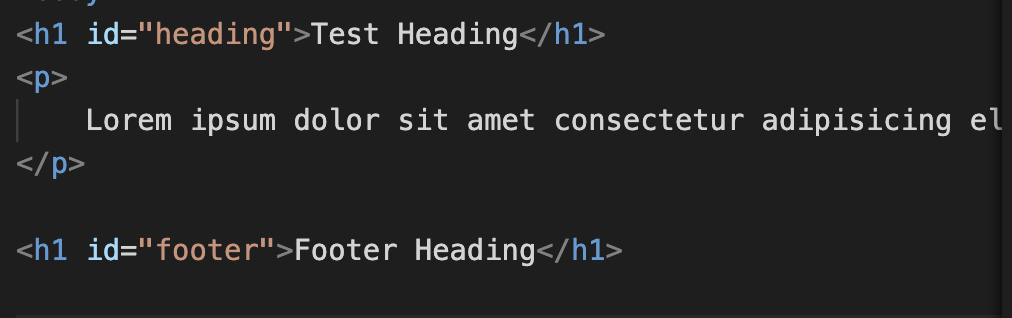 <h1 id="heading">Test Heading</h1>
<p>
Lorem ipsum dolor sit amet consectetur adipisicing el
</p>
<h1 id="footer">Footer Heading</h1>